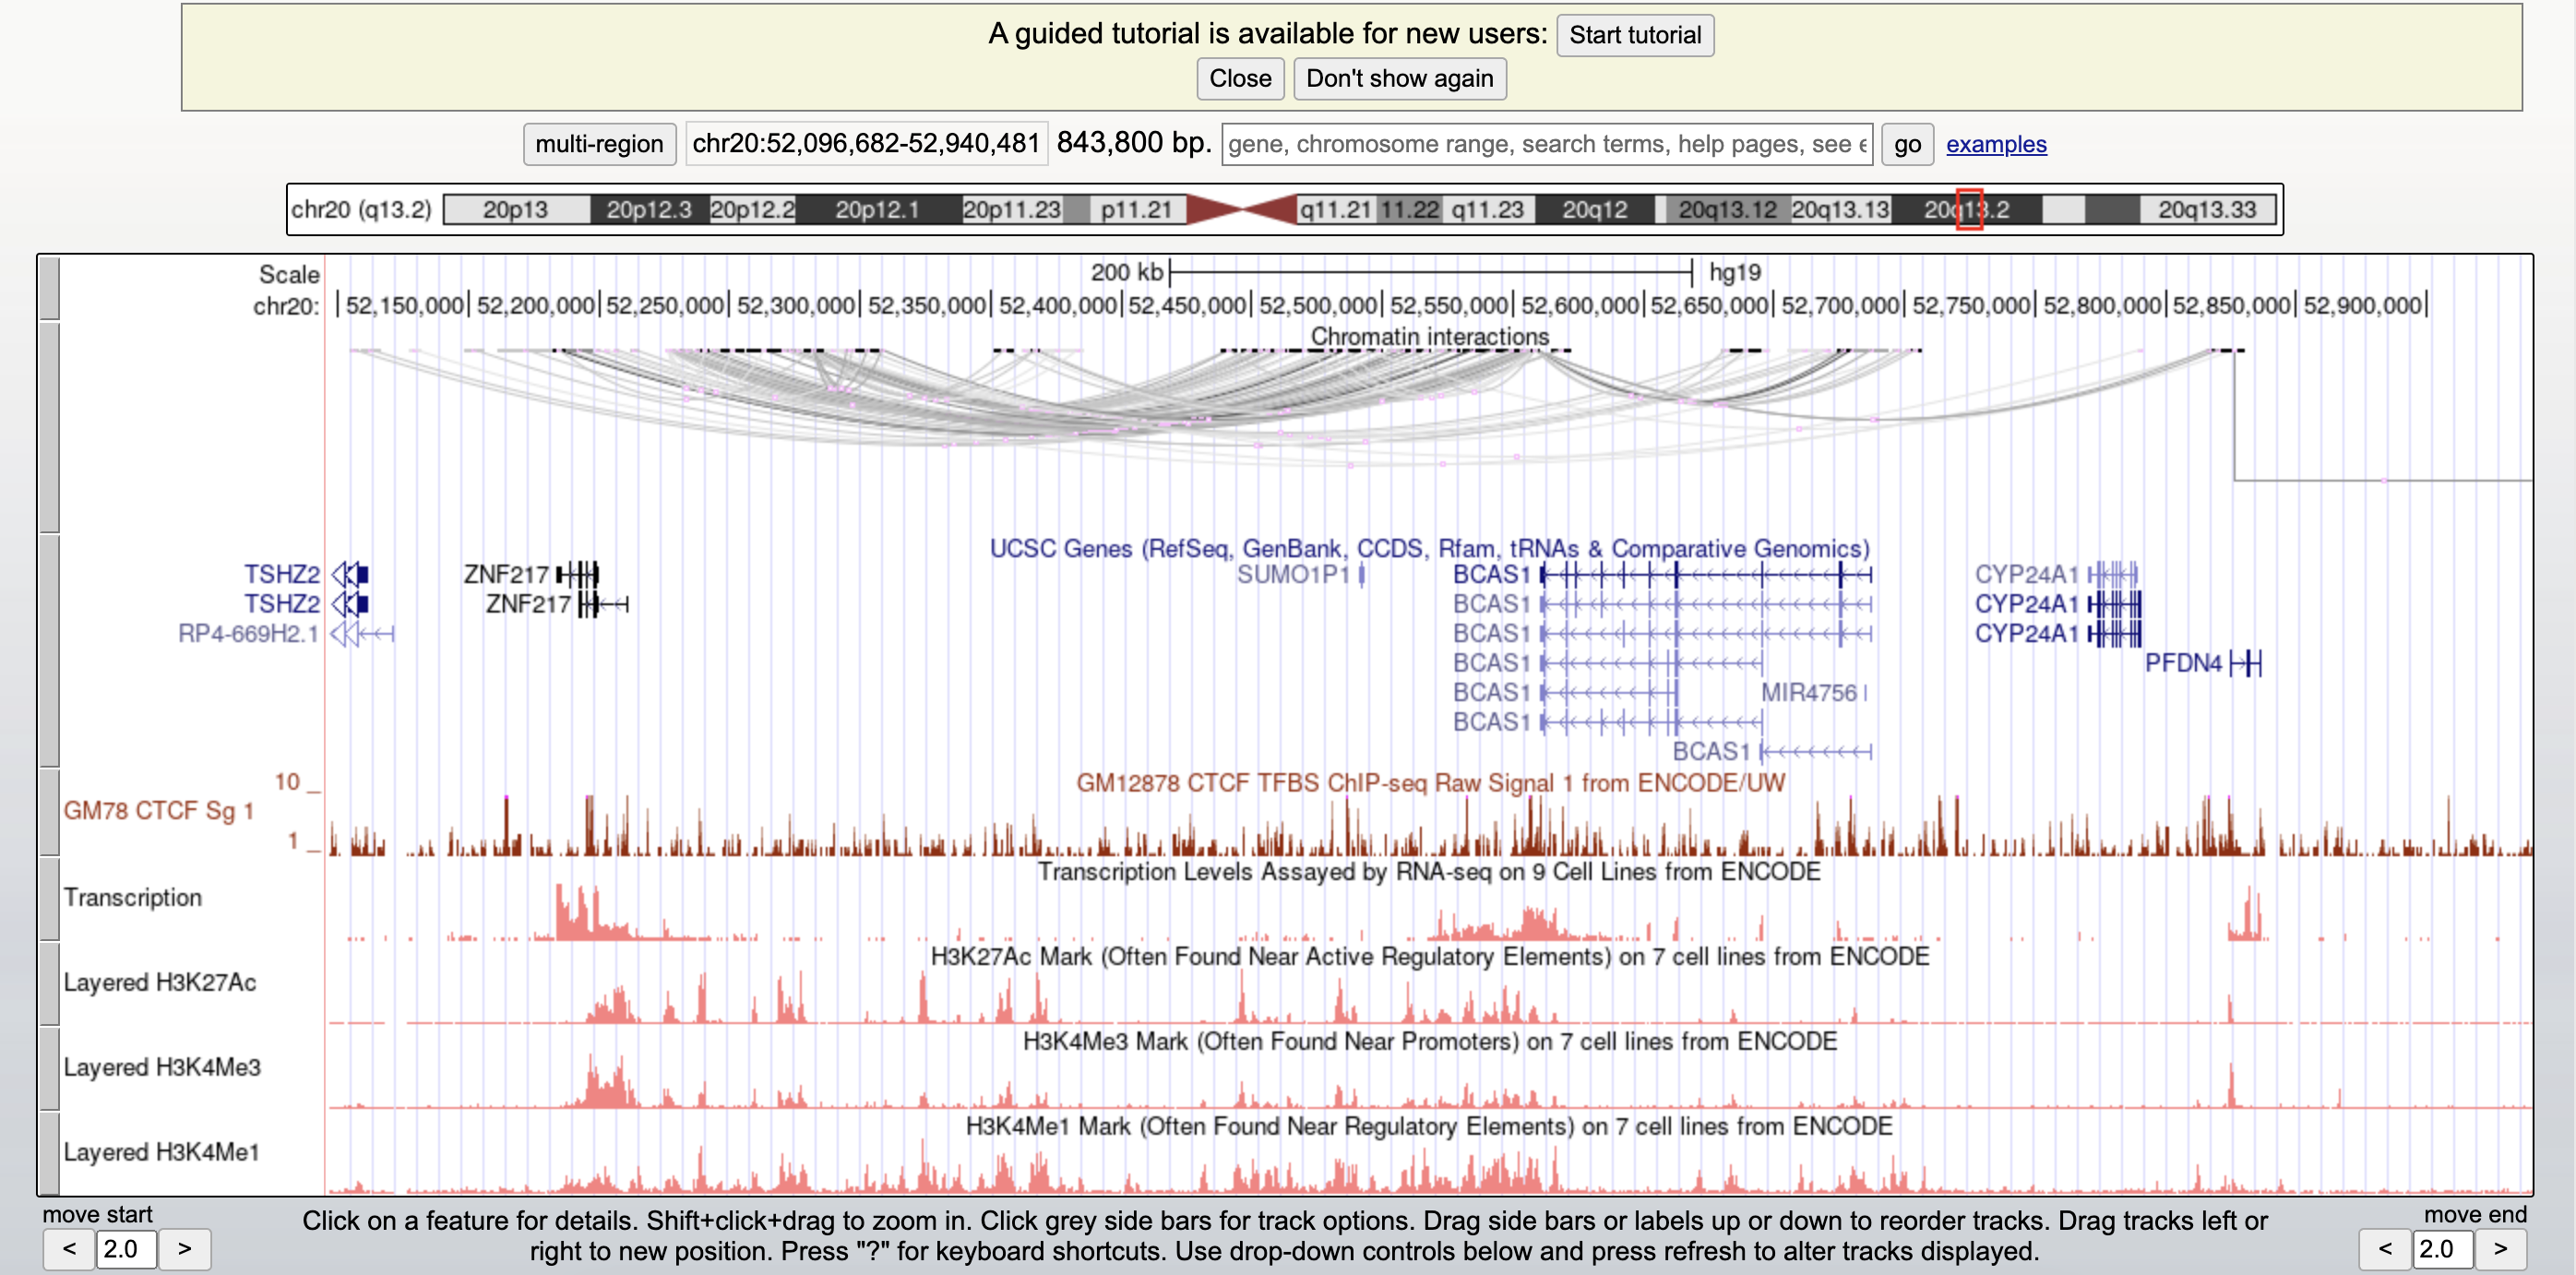 A guided tutorial is available for new users: Start tutorial
Close Don't show again
multi-region chr20:52,096,682-52,940,481 843,800 bp. gene, chromosome range, search terms, help pages, see e go examples
chr20 (q13.2) 20p13 20p12.3 20p12.2 20p12.1 20p11.23 p11.21 q11.21 11.22 q11.23 20q12 20q13.12 20q13.13 20q13.2 20q13.33
Scale 200 kb hg19
chr20: 52,150,000 52,200,000 52,250,000 52,300,000 52,350,000 52,400,000 52,450,000 52,500,000 52,550,000 52,600,000 52,650,000 52,700,000 52,750,000 52,800,000 52,850,000 52,900,000
Chromatin interactions
UCSC Genes (RefSeq, GenBank, CCDS, Rfam, tRNAs & Comparative Genomics)
TSHZ2 ZNF217 SUMO1P1 BCAS1 CYP24A1
TSHZ2 ZNF217 BCAS1 CYP24A1
RP4-669H2.1 BCAS1 CYP24A1
BCAS1 PFDN4
BCAS1 MIR4756
BCAS1
BCAS1
10 GM12878 CTCF TFBS ChIP-seq Raw Signal 1 from ENCODE/UW
GM78 CTCF Sg 1
1
Transcription Levels Assayed by RNA-seq on 9 Cell Lines from ENCODE
Transcription
H3K27Ac Mark (Often Found Near Active Regulatory Elements) on 7 cell lines from ENCODE
Layered H3K27Ac
H3K4Me3 Mark (Often Found Near Promoters) on 7 cell lines from ENCODE
Layered H3K4Me3
H3K4Me1 Mark (Often Found Near Regulatory Elements) on 7 cell lines from ENCODE
Layered H3K4Me1
move start Click on a feature for details. Shift+click+drag to zoom in. Click grey side bars for track options. Drag side bars or labels up or down to reorder tracks. Drag tracks left or move end
< 2.0 > right to new position. Press "?" for keyboard shortcuts. Use drop-down controls below and press refresh to alter tracks displayed. < 2.0 >